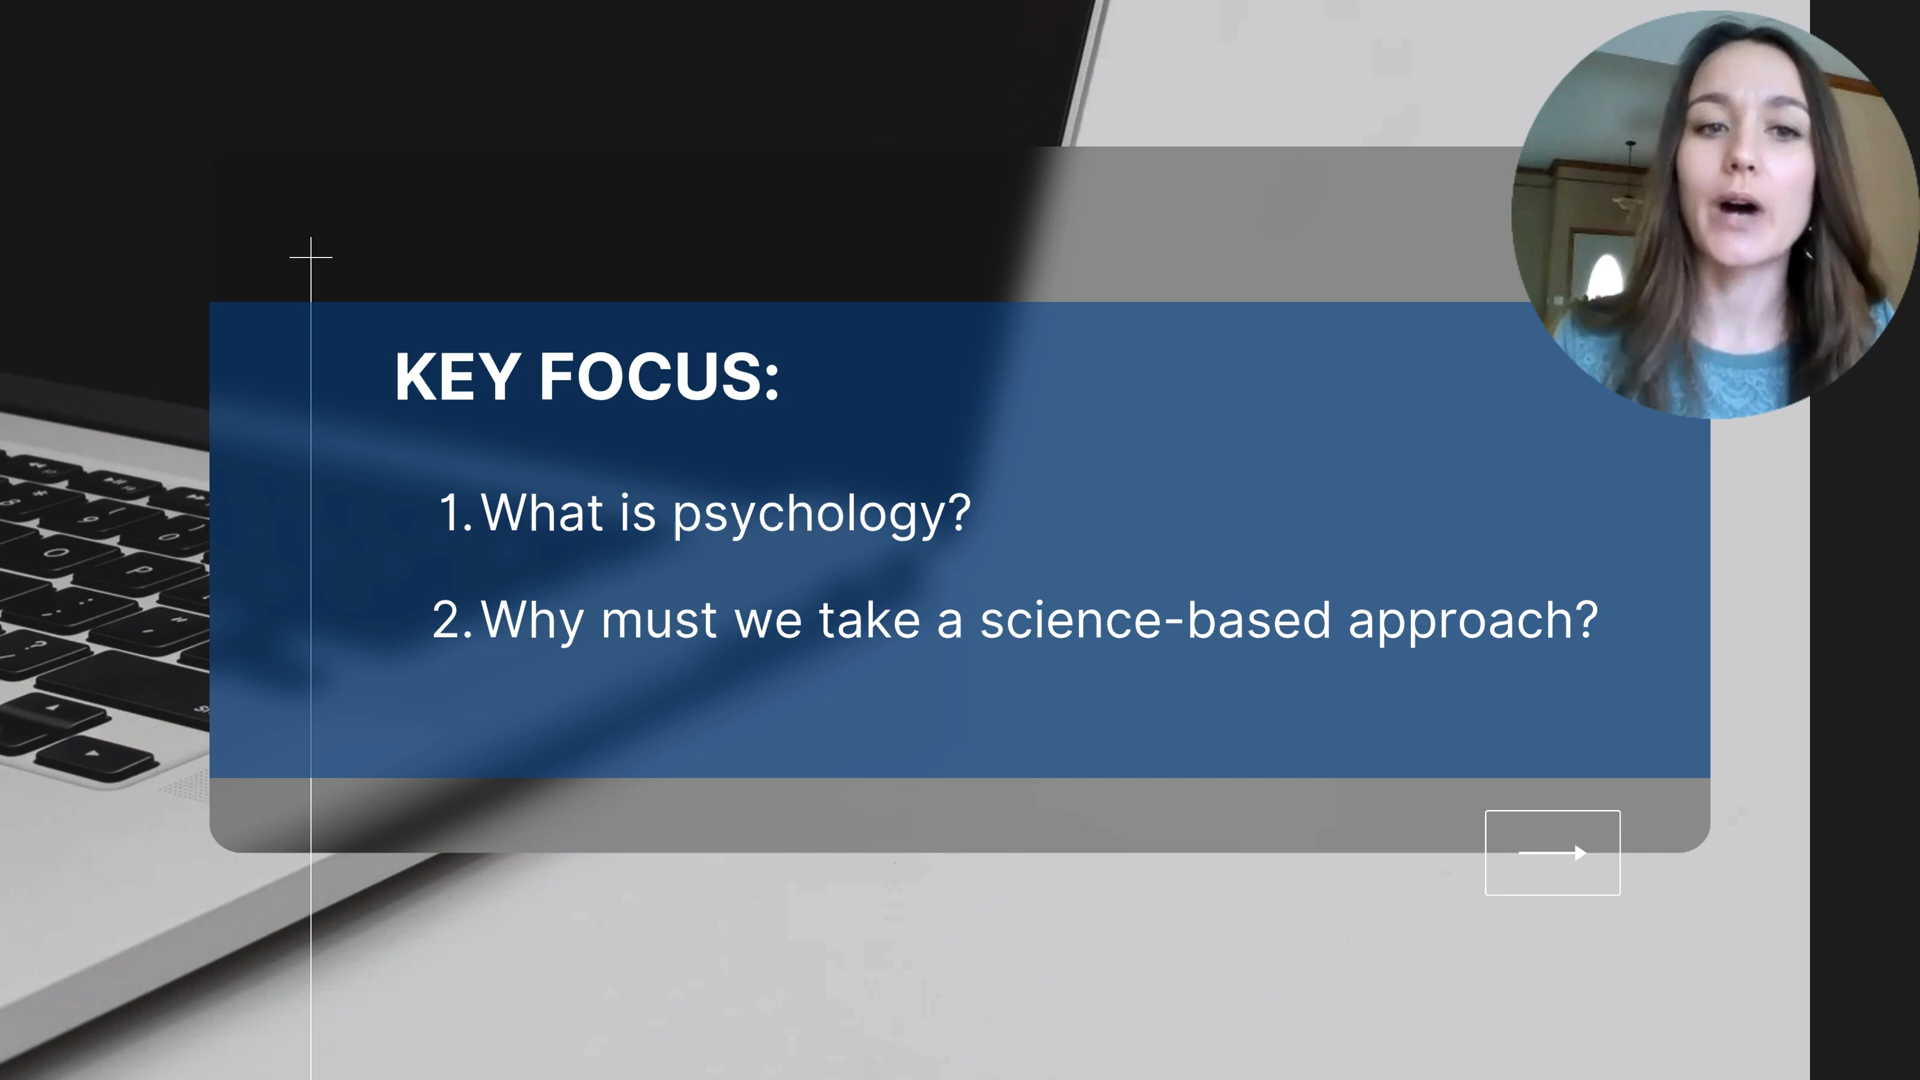 KEY FOCUS:
1. What is psychology?
2. Why must we take a science-based approach?